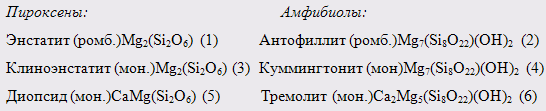 Пироксены: Амфибиолы:
Энстатит (ромб.)Mg₂(Si₂O₆) (1) Антофиллит (ромб.)Mg₇(Si₈O₂₂)(OH)₂ (2)
Клиноэнстатит (мон.)Mg₂(Si₂O₆) (3) Куммингтонит (мон)Mg₇(Si₈O₂₂)(OH)₂ (4)
Диопсид (мон.)CaMg(Si₂O₆) (5) Тремолит (мон.)Ca₂Mg₅(Si₈O₂₂)(OH)₂ (6)